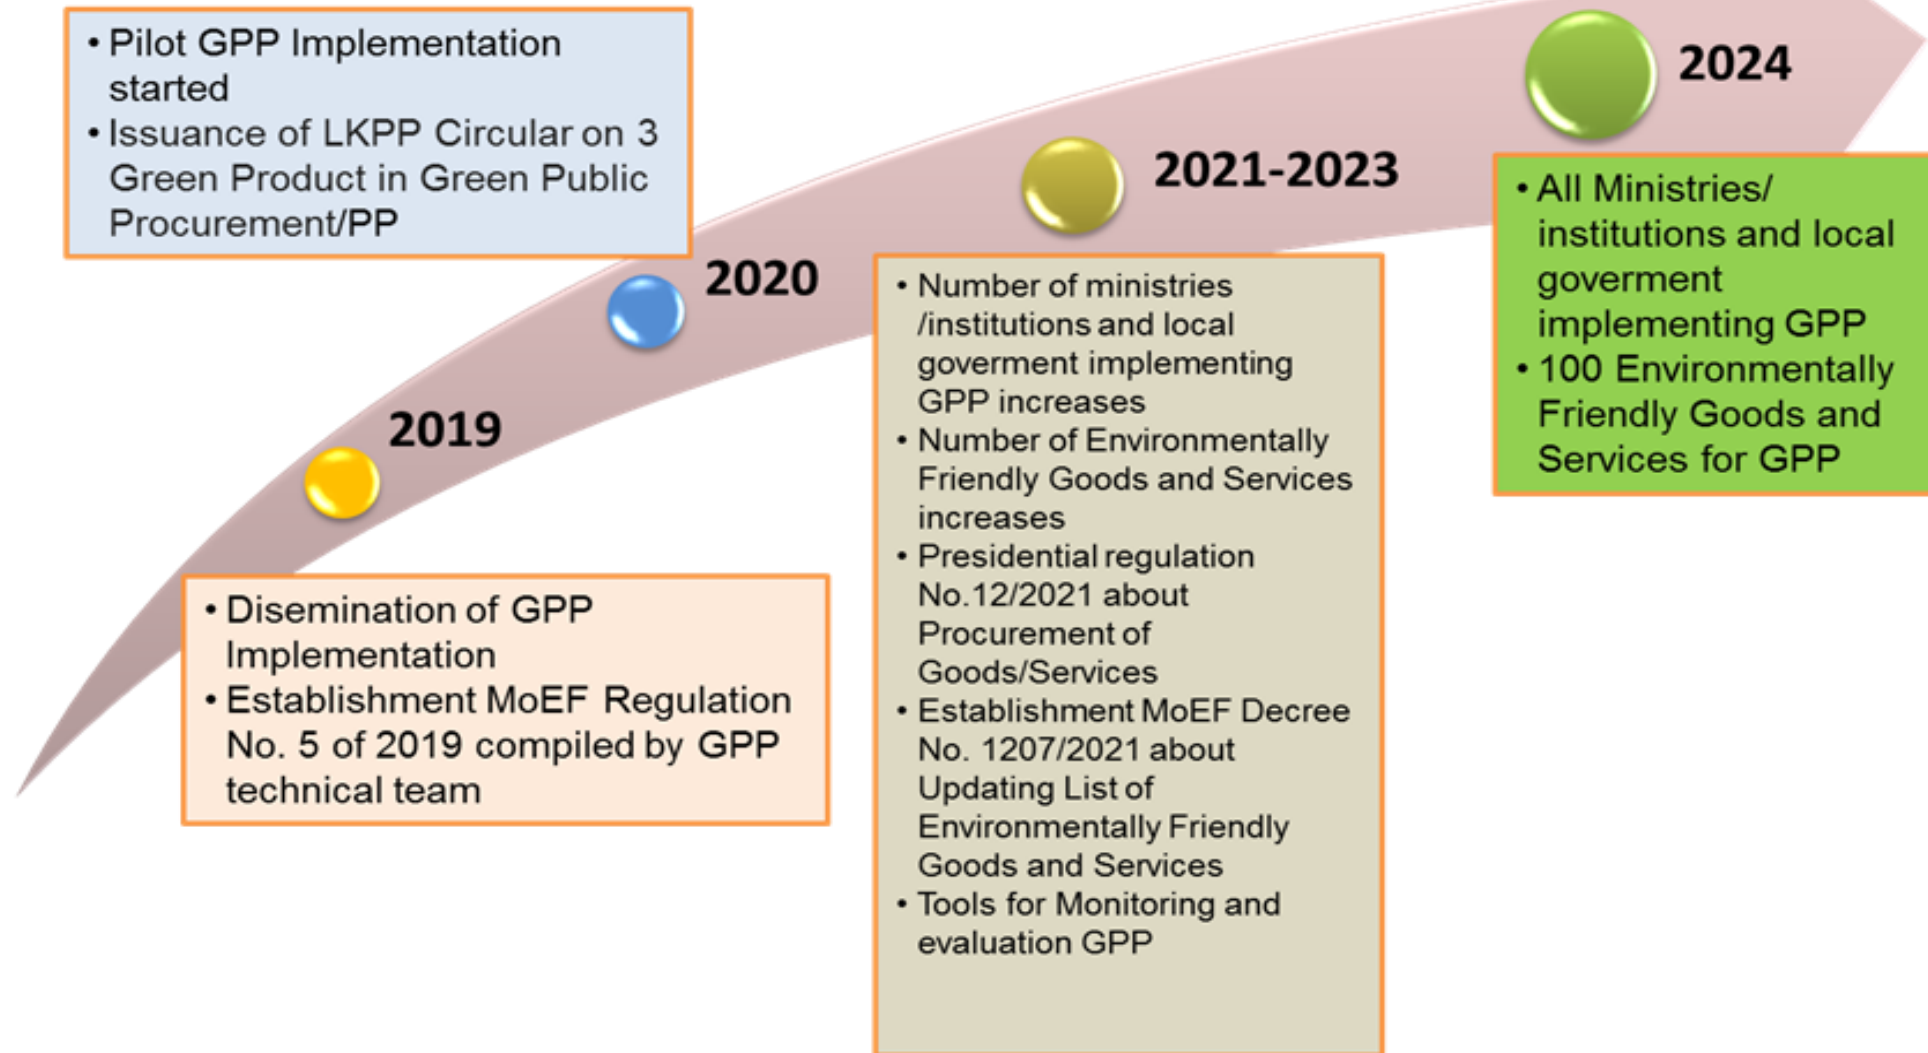 • Pilot GPP Implementation
started
• Issuance of LKPP Circular on 3
Green Product in Green Public
Procurement/PP
2019
• Disemination of GPP
Implementation
• Establishment MoEF Regulation
No. 5 of 2019 compiled by GPP
technical team
2020
2021-2023
• Number of ministries
/institutions and local
goverment implementing
GPP increases
• Number of Environmentally
Friendly Goods and Services
increases
• Presidential regulation
No.12/2021 about
Procurement of
Goods/Services
• Establishment MoEF Decree
No. 1207/2021 about
Updating List of
Environmentally Friendly
Goods and Services
• Tools for Monitoring and
evaluation GPP
2024
• All Ministries/
institutions and local
goverment
implementing GPP
• 100 Environmentally
Friendly Goods and
Services for GPP